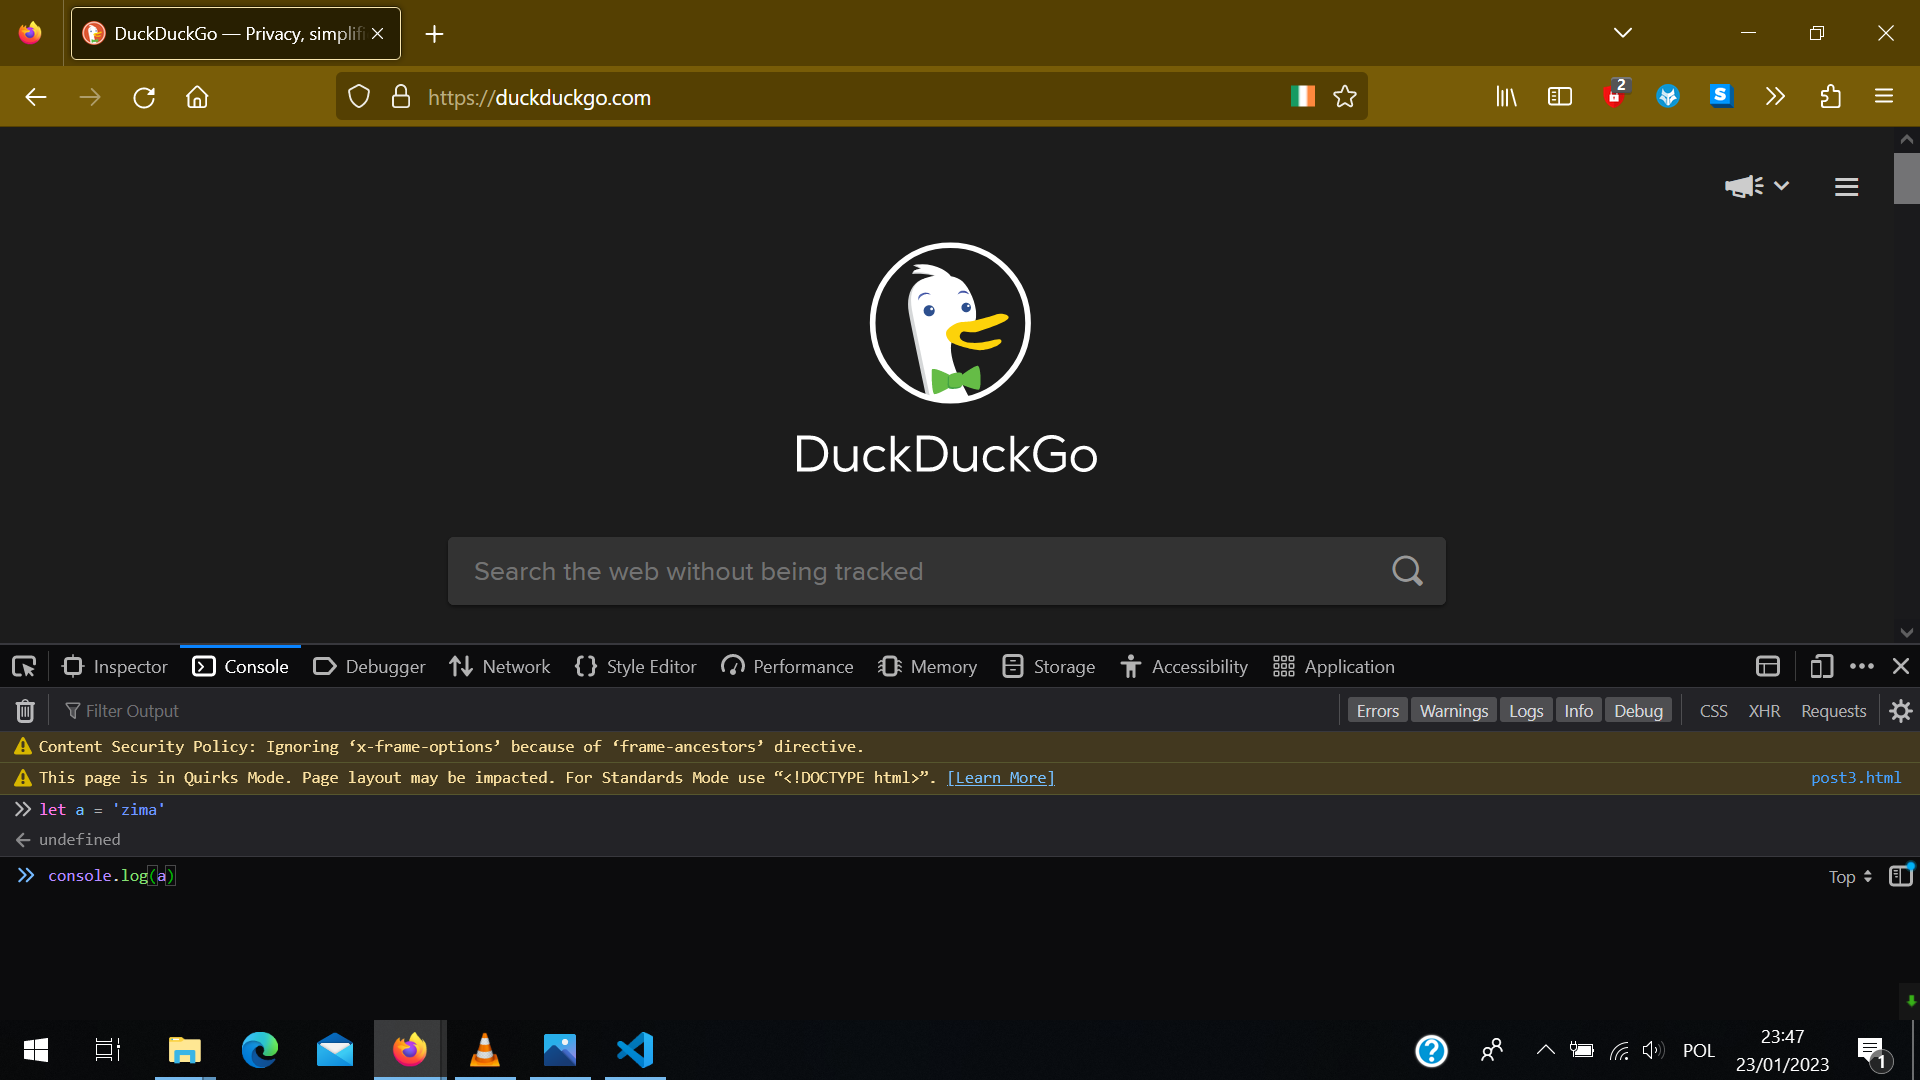 DuckDuckGo — Privacy, simplifi
https://duckduckgo.com
2
S
DuckDuckGo
Search the web without being tracked
Inspector Console Debugger Network Style Editor Performance Memory Storage Accessibility Application
Filter Output Errors Warnings Logs Info Debug CSS XHR Requests
Content Security Policy: Ignoring ‘x-frame-options’ because of ‘frame-ancestors’ directive.
This page is in Quirks Mode. Page layout may be impacted. For Standards Mode use “<!DOCTYPE html>”. [Learn More] post3.html
let a = 'zima'
undefined
console.log(a) Top
POL 23:47
23/01/2023
1